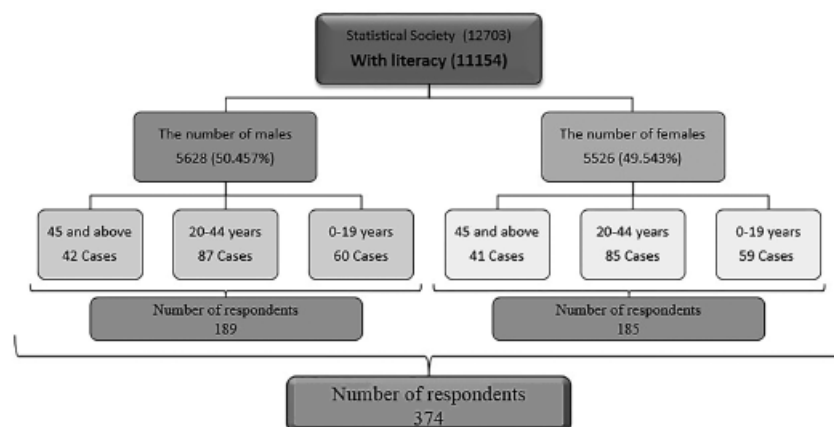 Statistical Society (12703)
With literacy (11154)
The number of males
5628 (50.457%)
The number of females
5526 (49.543%)
45 and above
42 Cases
20-44 years
87 Cases
0-19 years
60 Cases
45 and above
41 Cases
20-44 years
85 Cases
0-19 years
59 Cases
Number of respondents
189
Number of respondents
185
Number of respondents
374